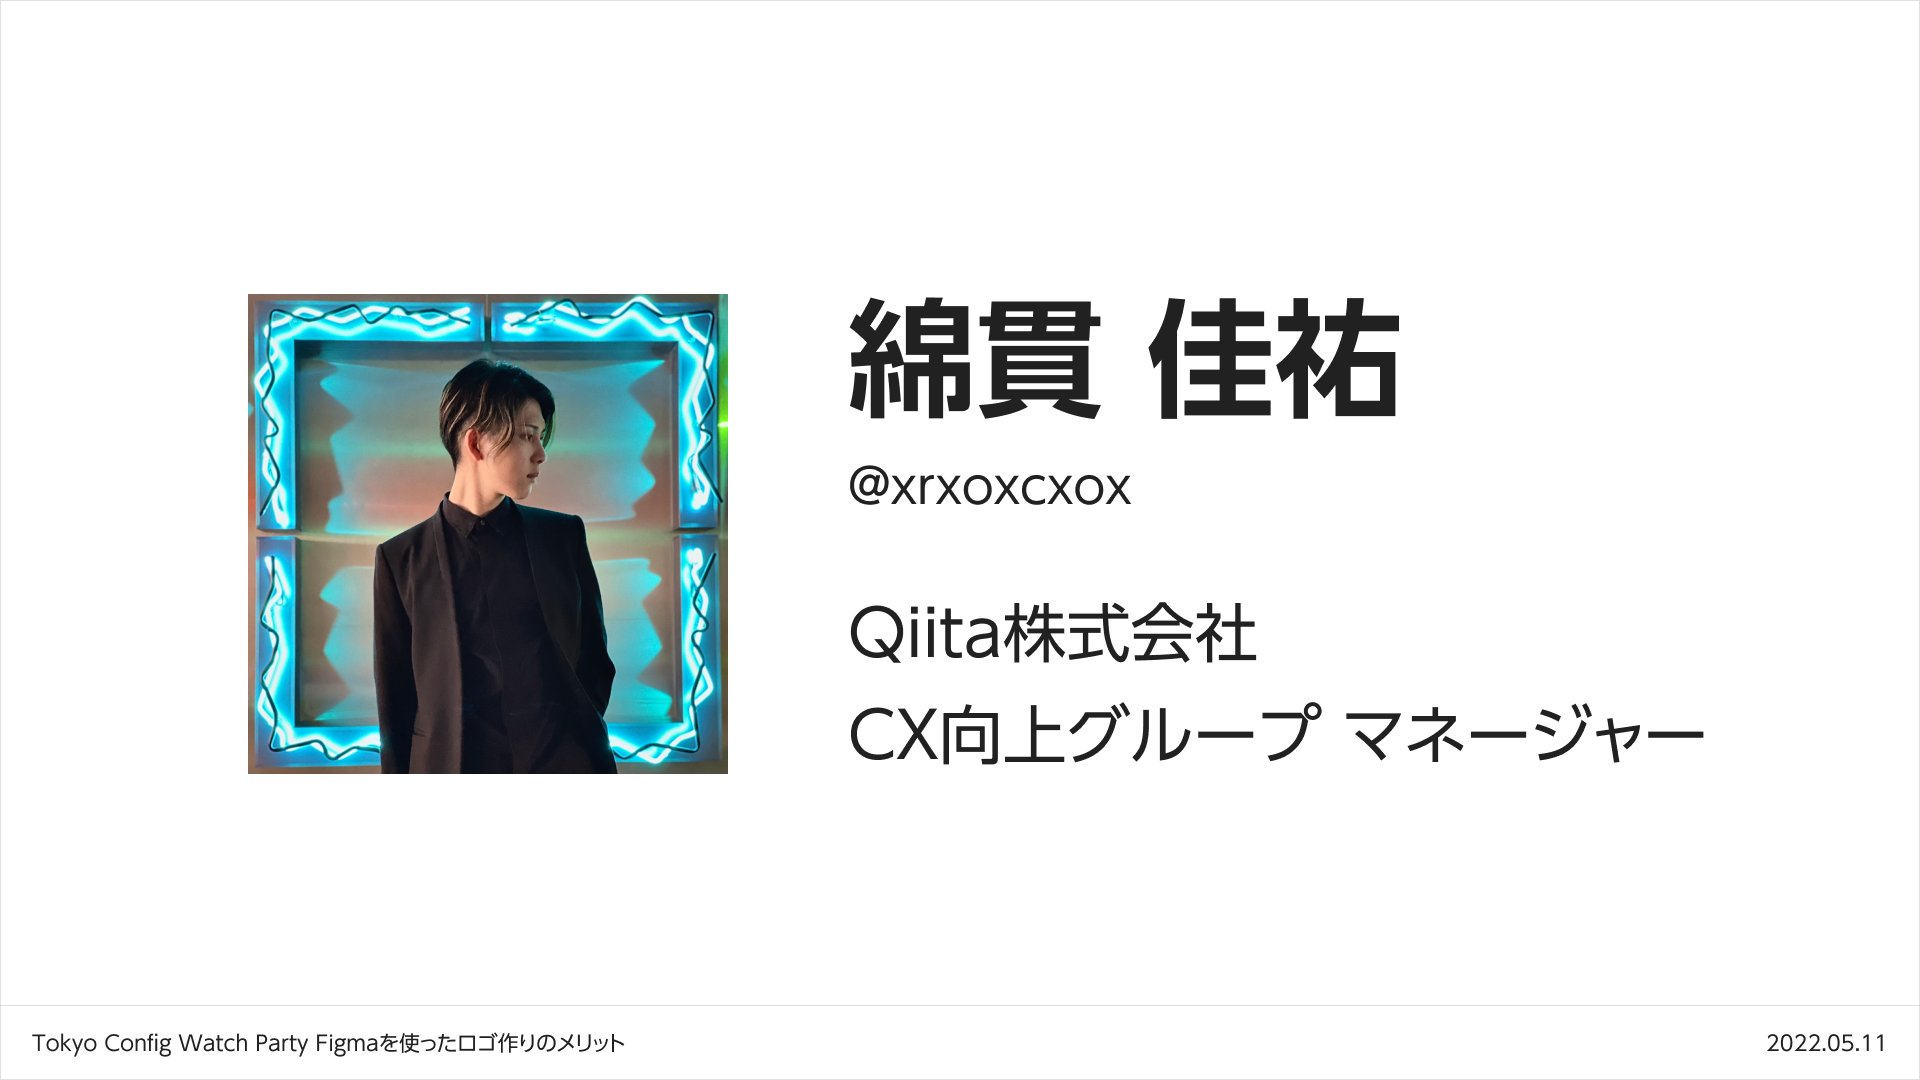 綿貫 佳祐
@xrxoxcxox
Qiita株式会社
CX向上グループ マネージャー
Tokyo Config Watch Party Figmaを使ったロゴ作りのメリット
2022.05.11